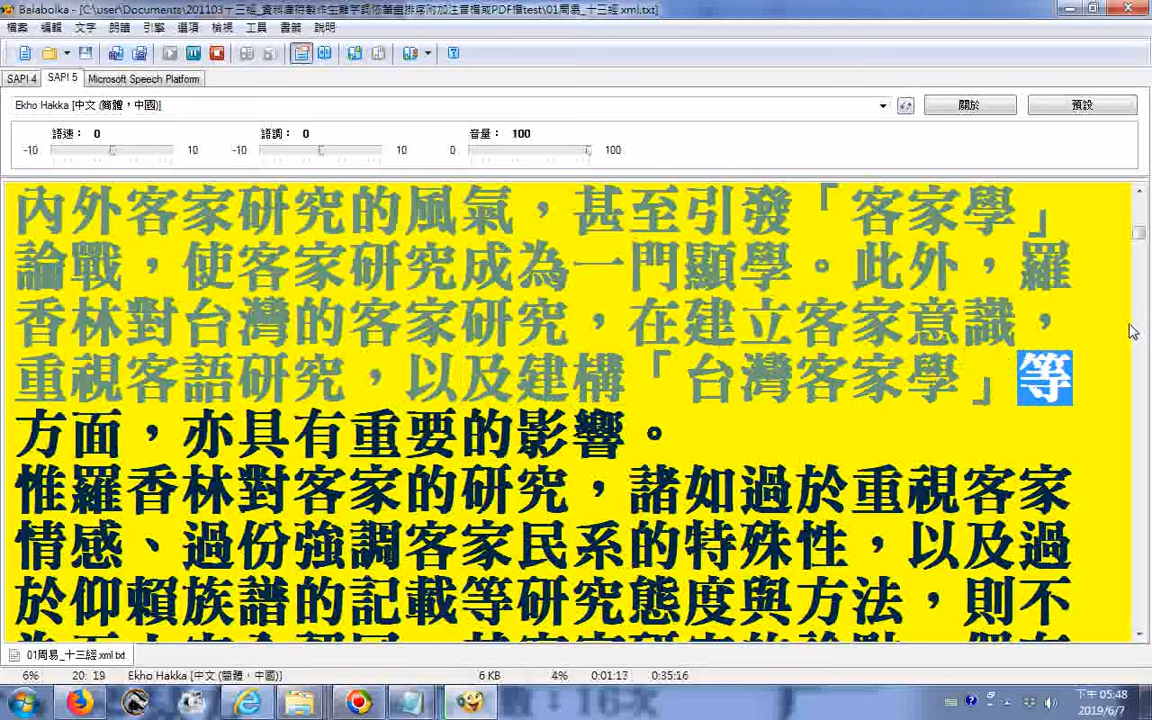 Balabolka - [C:\user\Documents\201103十三經_資料庫符製作生難字詞依筆畫排序附加注音檔或PDF檔test\01周易_十三經xml.txt]
檔案 編輯 文字 朗讀 引擎 選項 檢視 工具 書籤 說明
SAPI 4 SAPI 5 Microsoft Speech Platform
Ekho Hakka [中文 (簡體，中國)] 關於 預設
語速： 0 語調： 0 音量： 100
-10 10 -10 10 0 100
內外客家研究的風氣，甚至引發「客家學」
論戰，使客家研究成為一門顯學。此外，羅
香林對台灣的客家研究，在建立客家意識，
重視客語研究，以及建構「台灣客家學」等
方面，亦具有重要的影響。
惟羅香林對客家的研究，諸如過於重視客家
情感、過份強調客家民系的特殊性，以及過
於仰賴族譜的記載等研究態度與方法，則不
01周易_十三經.xml.txt
6% 20: 19 Ekho Hakka [中文 (簡體，中國)] 6 KB 4% 0:01:13 0:35:16
下午 05:48
2019/6/7